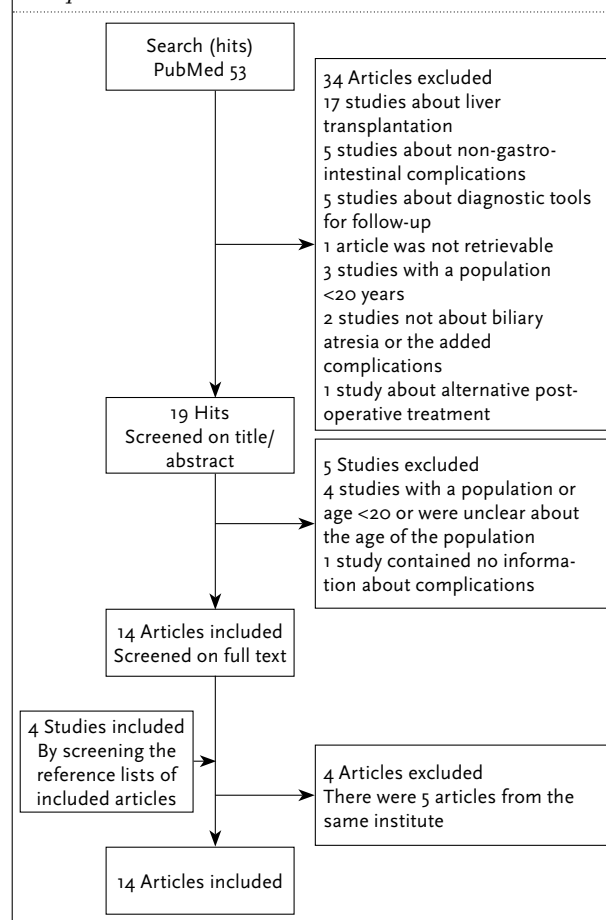 Search (hits)
PubMed 53
34 Articles excluded
17 studies about liver
transplantation
5 studies about non-gastro-
intestinal complications
5 studies about diagnostic tools
for follow-up
1 article was not retrievable
3 studies with a population
<20 years
2 studies not about biliary
atresia or the added
complications
1 study about alternative post-
operative treatment
19 Hits
Screened on title/
abstract
5 Studies excluded
4 studies with a population or
age <20 or were unclear about
the age of the population
1 study contained no informa-
tion about complications
14 Articles included
Screened on full text
4 Studies included
By screening the
reference lists of
included articles
4 Articles excluded
There were 5 articles from the
same institute
14 Articles included